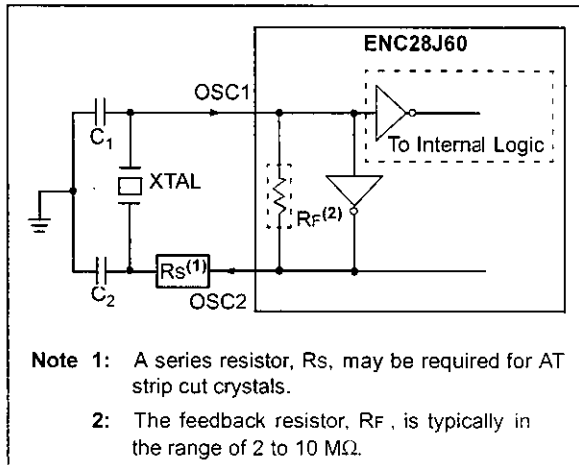 ENC28J60
OSC1
C1
To Internal Logic
XTAL
RF(2)
C2
Rs(1)
OSC2
Note 1: A series resistor, Rs, may be required for AT
strip cut crystals.
2: The feedback resistor, RF , is typically in
the range of 2 to 10 MΩ.